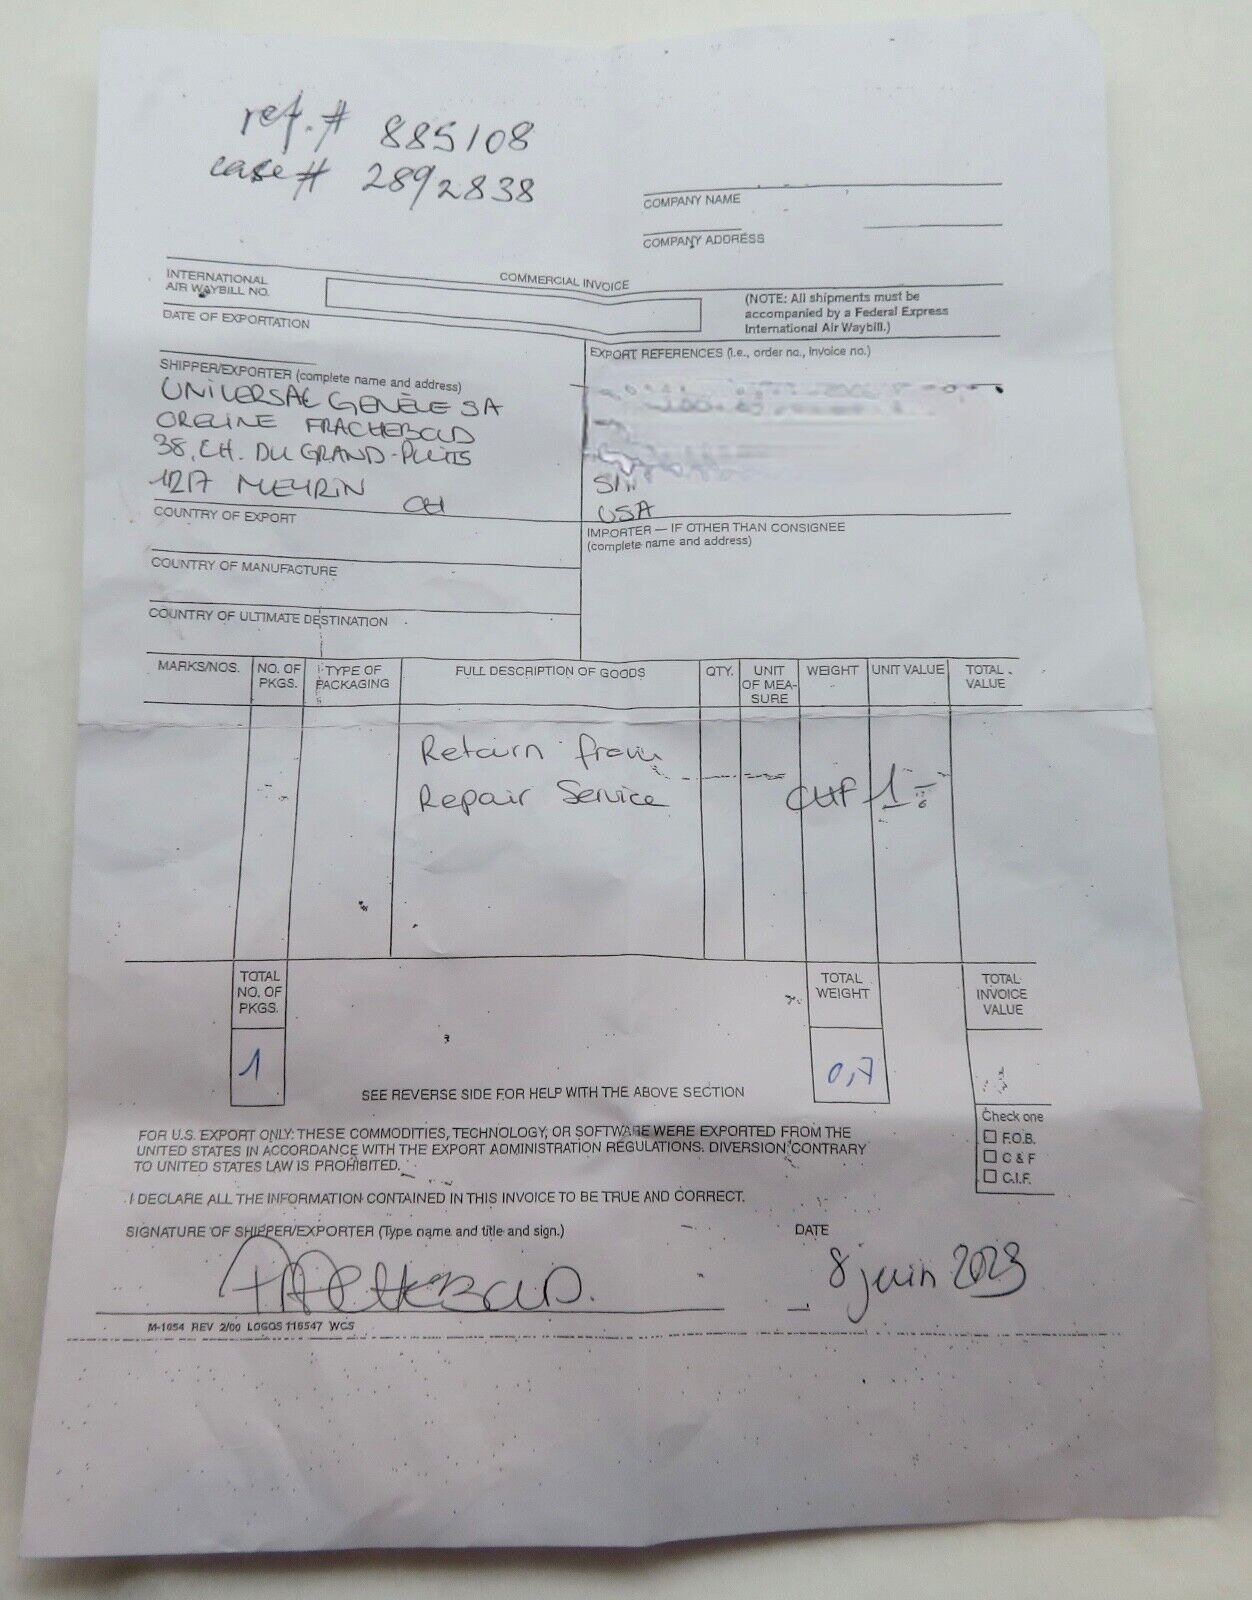 ref. # 885108
case # 2892838
COMPANY NAME
COMPANY ADDRESS
INTERNATIONAL
AIR WAYBILL NO.
COMMERCIAL INVOICE
(NOTE: All shipments must be
accompanied by a Federal Express
International Air Waybill.)
DATE OF EXPORTATION
EXPORT REFERENCES (i.e., order no., invoice no.)
SHIPPER/EXPORTER (complete name and address)
UNIVERSAL GENÈVE SA
ORELINE FRACHEBOUD
38, CH. DU GRAND-PUITS
1217 MEYRIN CH
USA
COUNTRY OF EXPORT
IMPORTER — IF OTHER THAN CONSIGNEE
(complete name and address)
COUNTRY OF MANUFACTURE
COUNTRY OF ULTIMATE DESTINATION
MARKS/NOS. NO. OF PKGS. TYPE OF PACKAGING FULL DESCRIPTION OF GOODS QTY. UNIT OF MEA-SURE WEIGHT UNIT VALUE TOTAL VALUE
Return from
Repair Service CHF 1.-
TOTAL NO. OF PKGS. TOTAL WEIGHT TOTAL INVOICE VALUE
1 0,7
SEE REVERSE SIDE FOR HELP WITH THE ABOVE SECTION
Check one
F.O.B.
C & F
C.I.F.
FOR U.S. EXPORT ONLY: THESE COMMODITIES, TECHNOLOGY, OR SOFTWARE WERE EXPORTED FROM THE
UNITED STATES IN ACCORDANCE WITH THE EXPORT ADMINISTRATION REGULATIONS. DIVERSION CONTRARY
TO UNITED STATES LAW IS PROHIBITED.
I DECLARE ALL THE INFORMATION CONTAINED IN THIS INVOICE TO BE TRUE AND CORRECT.
SIGNATURE OF SHIPPER/EXPORTER (Type name and title and sign.) DATE
8 juin 2023
M-1054 REV 2/00 LOGOS 116547 WCS